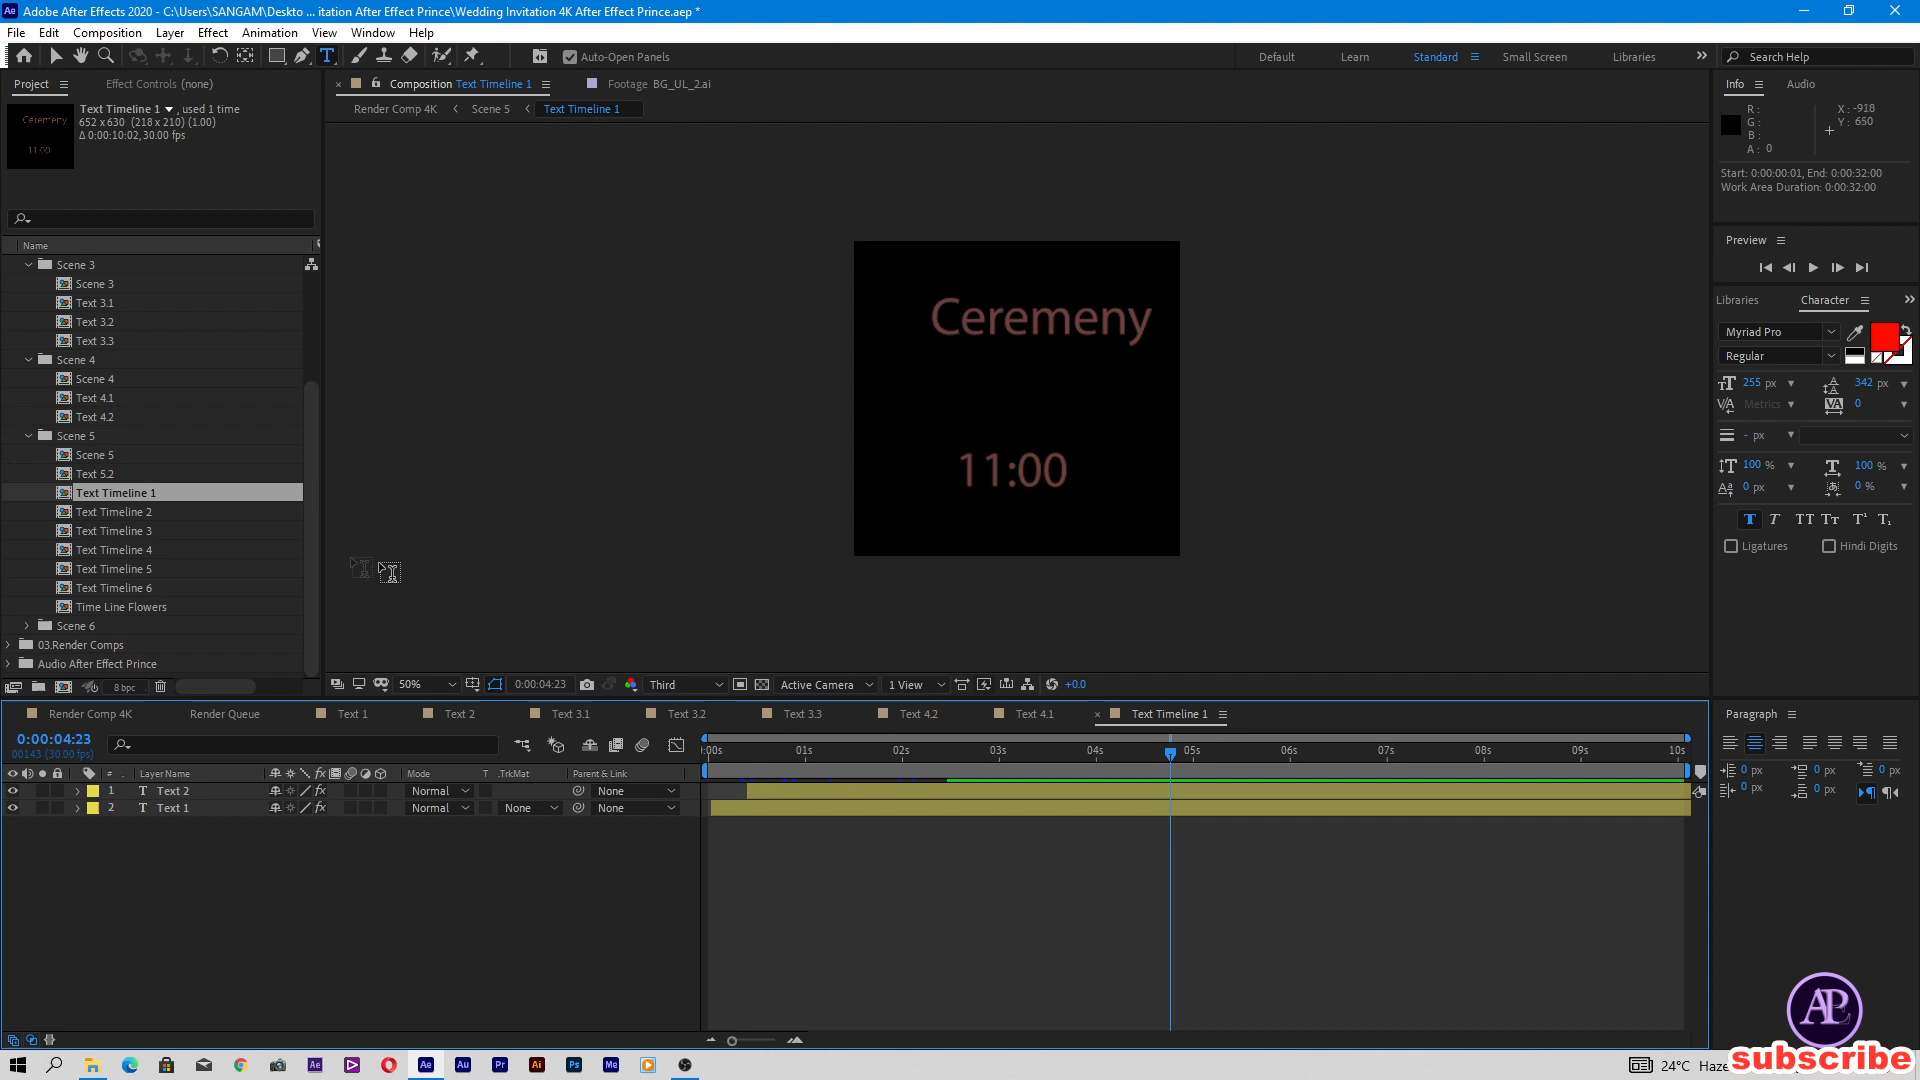 Adobe After Effects 2020 - C:\Users\SANGAM\Deskto ... itation After Effect Prince\Wedding Invitation 4K After Effect Prince.aep *
File Edit Composition Layer Effect Animation View Window Help
Auto-Open Panels Default Learn Standard Small Screen Libraries Search Help
Project Effect Controls (none) Composition Text Timeline 1 Footage BG_UL_2.ai Info Audio
Render Comp 4K Scene 5 Text Timeline 1
Text Timeline 1, used 1 time
652 x 630 (218 x 210) (1.00)
Δ 0:00:10:02, 30.00 fps
R:
G:
B:
A: 0
X: -918
Y: 650
Start: 0:00:00:01, End: 0:00:32:00
Work Area Duration: 0:00:32:00
Preview
Libraries Character
Myriad Pro
Regular
255 px 342 px
Metrics 0
- px
100 % 100 %
0 px 0 %
T T TT Tт T¹ T₁
Ligatures Hindi Digits
Name
Scene 3
Scene 3
Text 3.1
Text 3.2
Text 3.3
Scene 4
Scene 4
Text 4.1
Text 4.2
Scene 5
Scene 5
Text 5.2
Text Timeline 1
Text Timeline 2
Text Timeline 3
Text Timeline 4
Text Timeline 5
Text Timeline 6
Time Line Flowers
Scene 6
03.Render Comps
Audio After Effect Prince
8 bpc
Ceremeny
11:00
50% 0:00:04:23 Third Active Camera 1 View +0.0
Render Comp 4K Render Queue Text 1 Text 2 Text 3.1 Text 3.2 Text 3.3 Text 4.2 Text 4.1 Text Timeline 1
0:00:04:23
00143 (30.00 fps)
:00s 01s 02s 03s 04s 05s 06s 07s 08s 09s 10s
# Layer Name Mode T .TrkMat Parent & Link
1 T Text 2 Normal None
2 T Text 1 Normal None None
Paragraph
0 px 0 px 0 px
0 px 0 px
AP
24°C Haze
subscribe